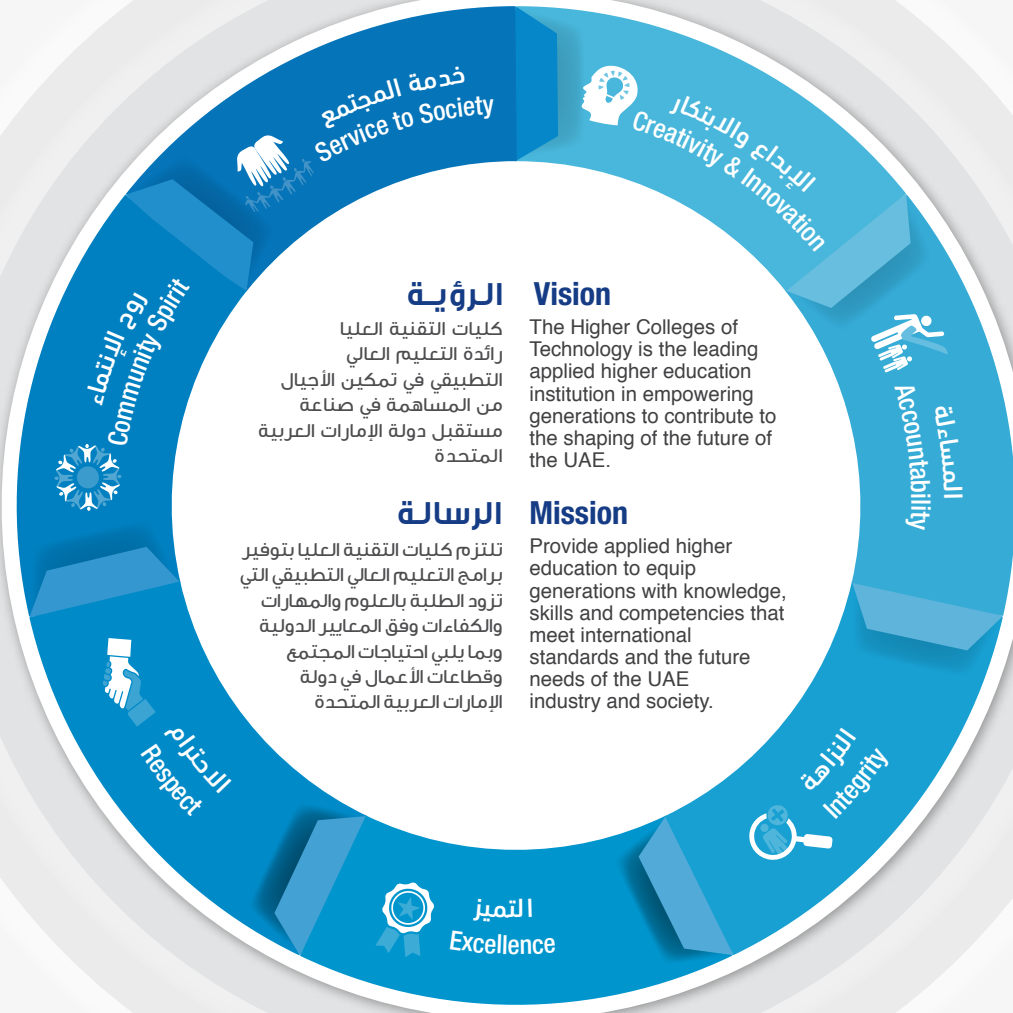 خدمة المجتمع
Service to Society
الإبداع والابتكار
Creativity & Innovation
المساءلة
Accountability
النزاهة
Integrity
التميز
Excellence
الاحترام
Respect
روح الإنتماء
Community Spirit
الرؤية
كليات التقنية العليا
رائدة التعليم العالي
التطبيقي في تمكين الأجيال
من المساهمة في صناعة
مستقبل دولة الإمارات العربية
المتحدة
Vision
The Higher Colleges of
Technology is the leading
applied higher education
institution in empowering
generations to contribute to
the shaping of the future of
the UAE.
الرسالة
تلتزم كليات التقنية العليا بتوفير
برامج التعليم العالي التطبيقي التي
تزود الطلبة بالعلوم والمهارات
والكفاءات وفق المعايير الدولية
وبما يلبي احتياجات المجتمع
وقطاعات الأعمال في دولة
الإمارات العربية المتحدة
Mission
Provide applied higher
education to equip
generations with knowledge,
skills and competencies that
meet international
standards and the future
needs of the UAE
industry and society.